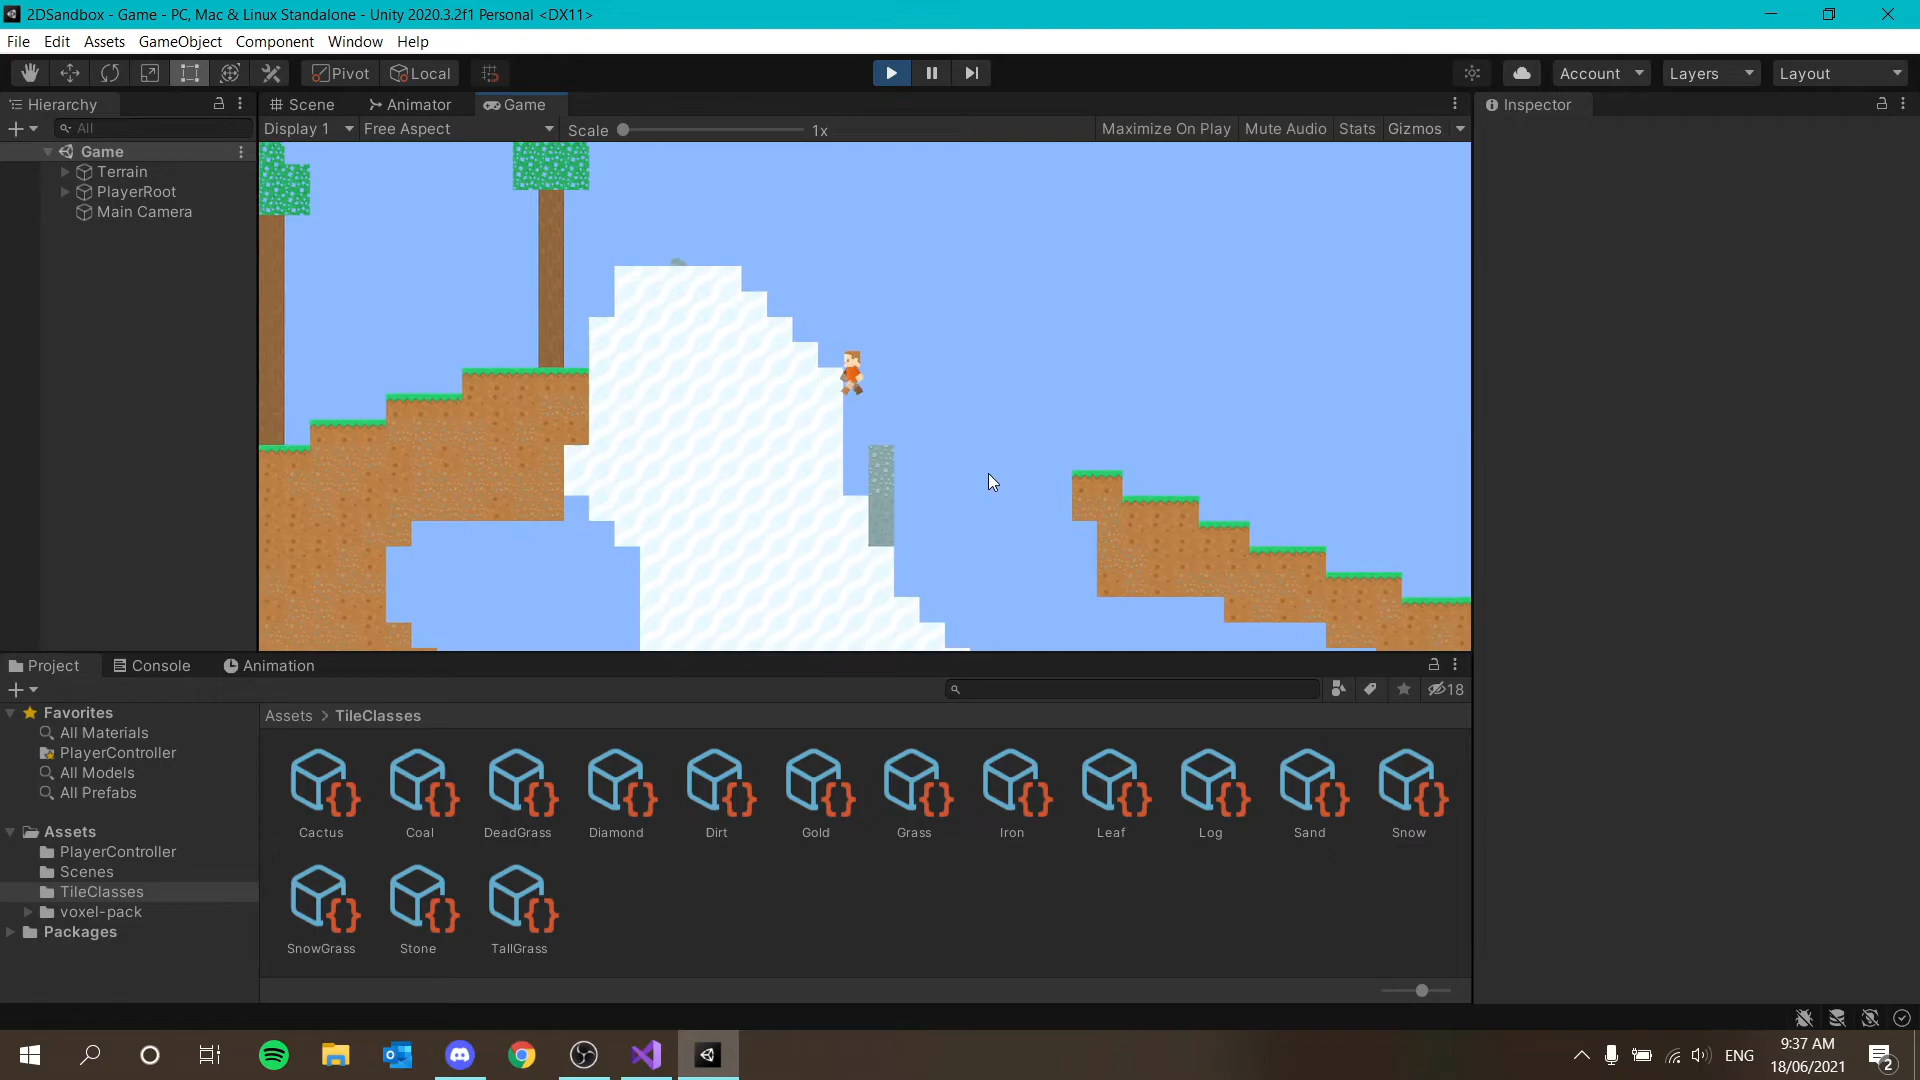 2DSandbox - Game - PC, Mac & Linux Standalone - Unity 2020.3.2f1 Personal <DX11>
File Edit Assets GameObject Component Window Help
Pivot Local Account Layers Layout
Hierarchy Scene Animator Game Inspector
All Display 1 Free Aspect Scale 1x Maximize On Play Mute Audio Stats Gizmos
Game
Terrain
PlayerRoot
Main Camera
Project Console Animation
18
Favorites
All Materials
PlayerController
All Models
All Prefabs
Assets
PlayerController
Scenes
TileClasses
voxel-pack
Packages
Assets > TileClasses
Cactus Coal DeadGrass Diamond Dirt Gold Grass Iron Leaf Log Sand Snow
SnowGrass Stone TallGrass
ENG
9:37 AM
18/06/2021
2